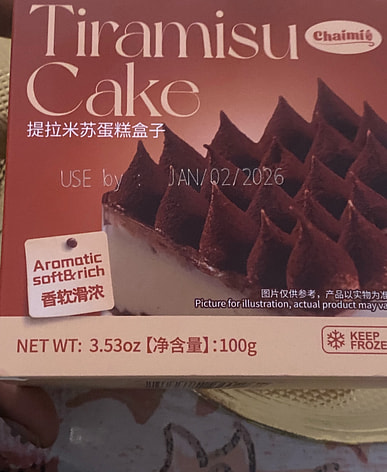 Tiramisu
Chaimie
Cake
提拉米苏蛋糕盒子
USE by : JAN/02/2026
Aromatic
soft&rich
香软滑浓
图片仅供参考，产品以实物为准
Picture for illustration, actual product may va
NET WT: 3.53oz【净含量】:100g
KEEP
FROZE